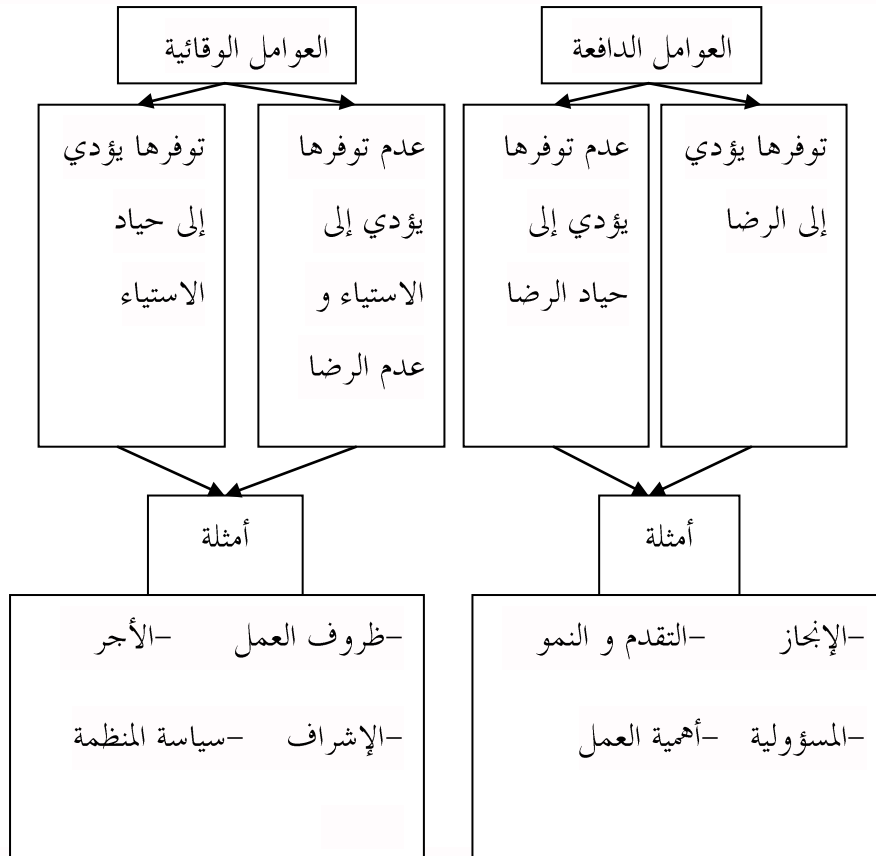 العوامل الدافعة
العوامل الوقائية
توفرها يؤدي
إلى الرضا
عدم توفرها
يؤدي إلى
حياد الرضا
عدم توفرها
يؤدي إلى
الاستياء و
عدم الرضا
توفرها يؤدي
إلى حياد
الاستياء
أمثلة
أمثلة
–الإنجاز –التقدم و النمو
–المسؤولية –أهمية العمل
–ظروف العمل –الأجر
–الإشراف –سياسة المنظمة